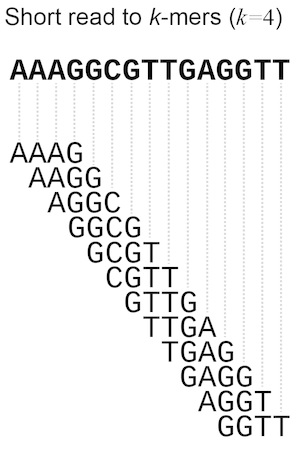 Short read to k-mers (k=4)
AAAGGCGTTGAGGTT
AAAG
AAGG
AGGC
GGCG
GCGT
CGTT
GTTG
TTGA
TGAG
GAGG
AGGT
GGTT